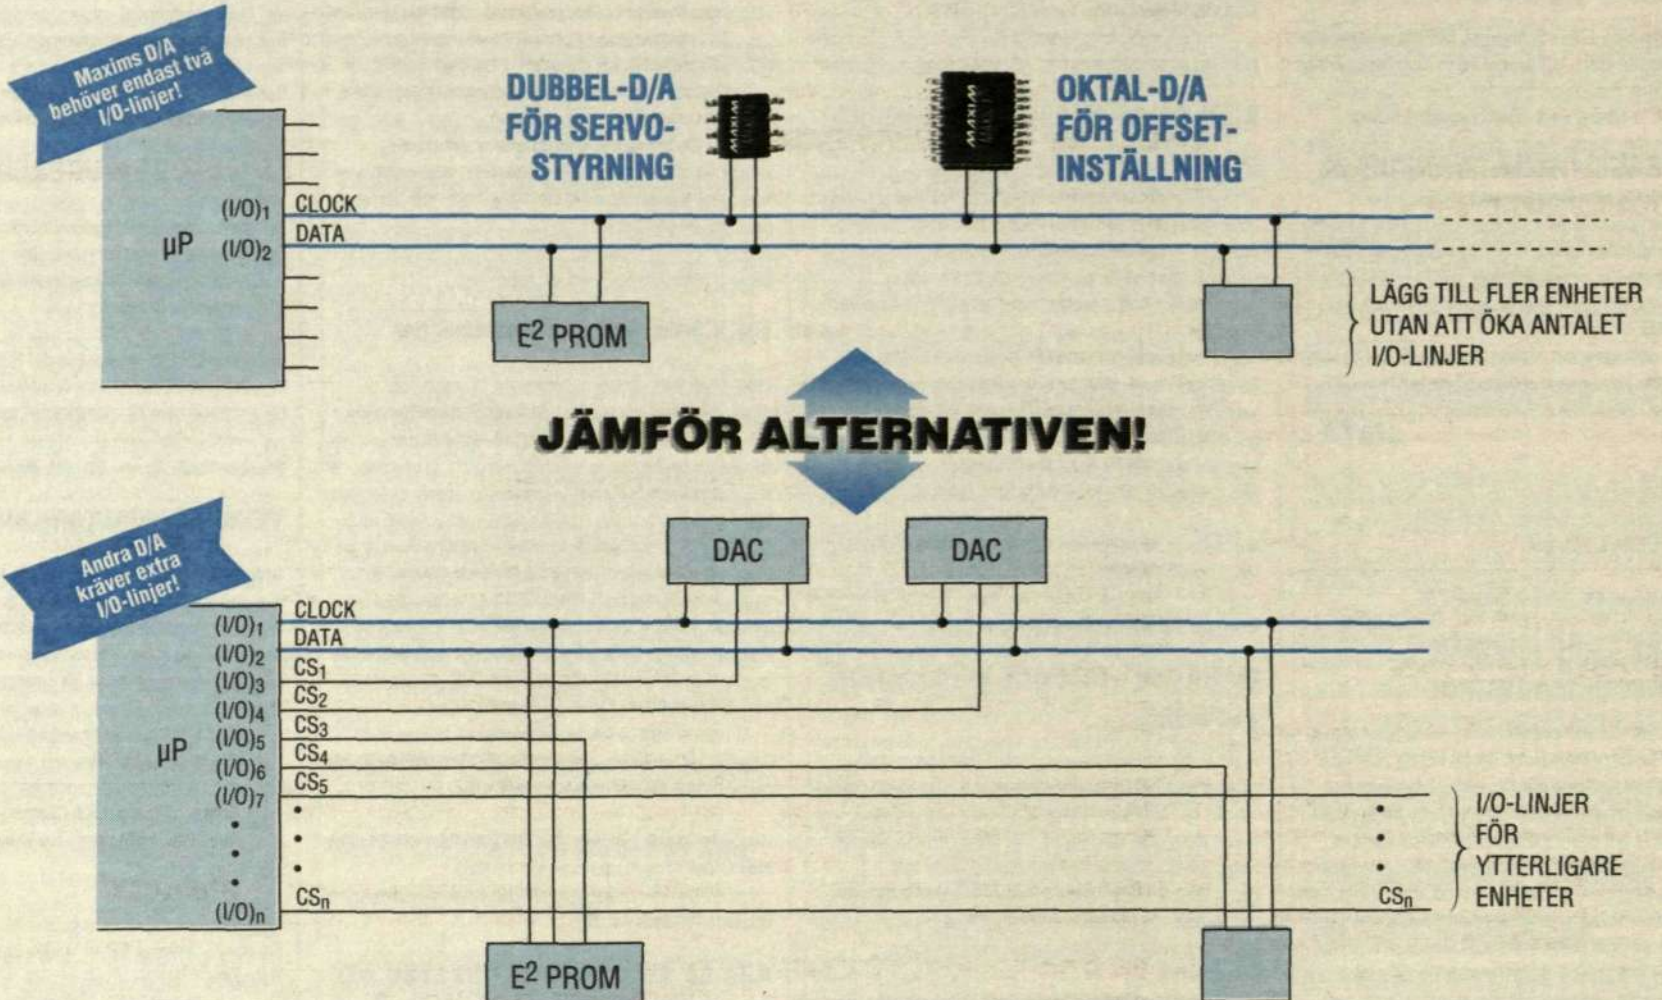 Maxims D/A
behöver endast två
I/O-linjer!
DUBBEL-D/A
FÖR SERVO-
STYRNING
MAXIM
MAXIM
OKTAL-D/A
FÖR OFFSET-
INSTÄLLNING
µP
(I/O)1
CLOCK
(I/O)2
DATA
E2 PROM
LÄGG TILL FLER ENHETER
UTAN ATT ÖKA ANTALET
I/O-LINJER
JÄMFÖR ALTERNATIVEN!
Andra D/A
kräver extra
I/O-linjer!
DAC
DAC
µP
(I/O)1
CLOCK
(I/O)2
DATA
(I/O)3
CS1
(I/O)4
CS2
(I/O)5
CS3
(I/O)6
CS4
(I/O)7
CS5
(I/O)n
CSn
CSn
I/O-LINJER
FÖR
YTTERLIGARE
ENHETER
E2 PROM